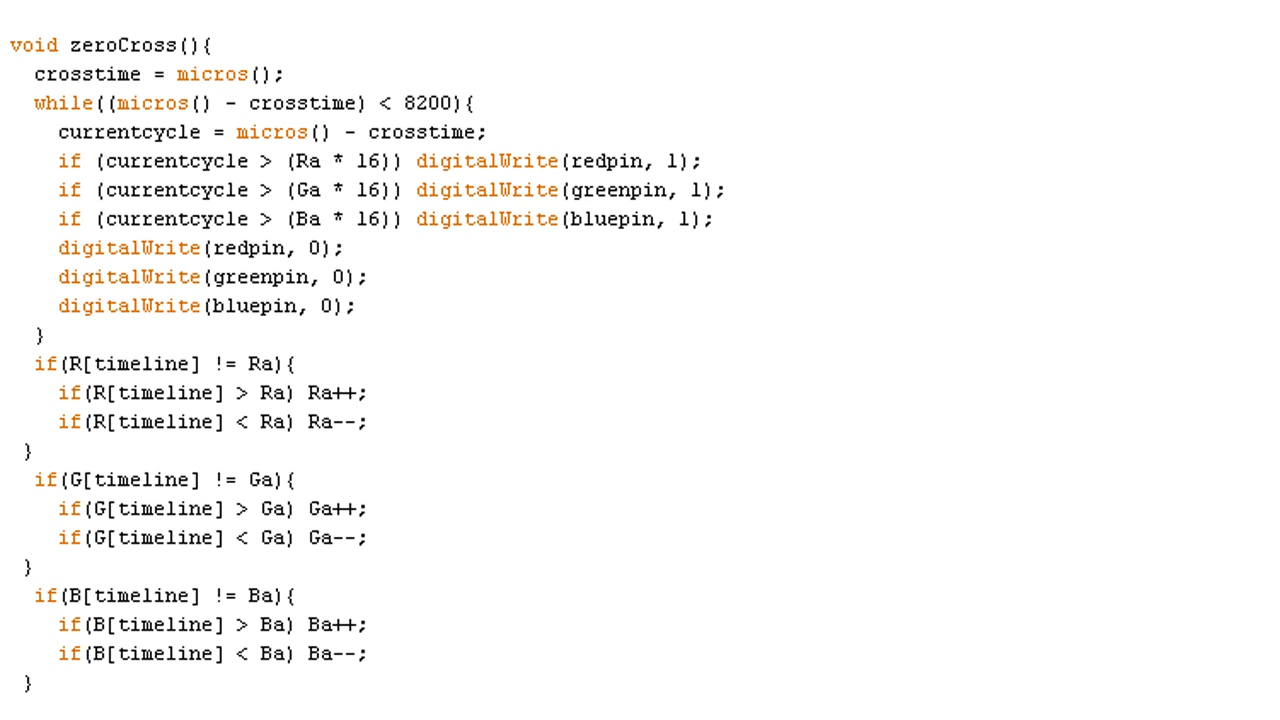 void zeroCross(){
crosstime = micros();
while((micros() - crosstime) < 8200){
currentcycle = micros() - crosstime;
if (currentcycle > (Ra * 16)) digitalWrite(redpin, 1);
if (currentcycle > (Ga * 16)) digitalWrite(greenpin, 1);
if (currentcycle > (Ba * 16)) digitalWrite(bluepin, 1);
digitalWrite(redpin, 0);
digitalWrite(greenpin, 0);
digitalWrite(bluepin, 0);
}
if(R[timeline] != Ra){
if(R[timeline] > Ra) Ra++;
if(R[timeline] < Ra) Ra--;
}
if(G[timeline] != Ga){
if(G[timeline] > Ga) Ga++;
if(G[timeline] < Ga) Ga--;
}
if(B[timeline] != Ba){
if(B[timeline] > Ba) Ba++;
if(B[timeline] < Ba) Ba--;
}